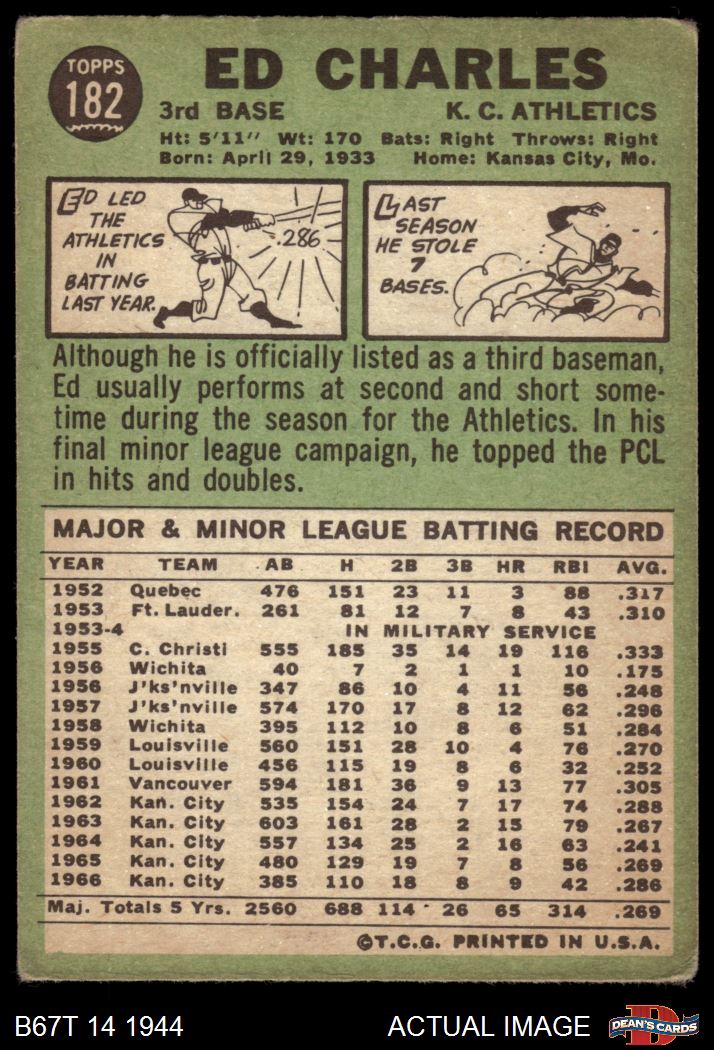 TOPPS
182
ED CHARLES
3rd BASE K. C. ATHLETICS
Ht: 5'11" Wt: 170 Bats: Right Throws: Right
Born: April 29, 1933 Home: Kansas City, Mo.
ED LED
THE
ATHLETICS
IN
BATTING
LAST YEAR.
.286
LAST
SEASON
HE STOLE
7
BASES.
Although he is officially listed as a third baseman,
Ed usually performs at second and short some-
time during the season for the Athletics. In his
final minor league campaign, he topped the PCL
in hits and doubles.
MAJOR & MINOR LEAGUE BATTING RECORD
YEAR TEAM AB H 2B 3B HR RBI AVG.
1952 Quebec 476 151 23 11 3 88 .317
1953 Ft. Lauder. 261 81 12 7 8 43 .310
1953-4 IN MILITARY SERVICE
1955 C. Christi 555 185 35 14 19 116 .333
1956 Wichita 40 7 2 1 1 10 .175
1956 J'ks'nville 347 86 10 4 11 56 .248
1957 J'ks'nville 574 170 17 8 12 62 .296
1958 Wichita 395 112 10 8 6 51 .284
1959 Louisville 560 151 28 10 4 76 .270
1960 Louisville 456 115 19 8 6 32 .252
1961 Vancouver 594 181 36 9 13 77 .305
1962 Kan. City 535 154 24 7 17 74 .288
1963 Kan. City 603 161 28 2 15 79 .267
1964 Kan. City 557 134 25 2 16 63 .241
1965 Kan. City 480 129 19 7 8 56 .269
1966 Kan. City 385 110 18 8 9 42 .286
Maj. Totals 5 Yrs. 2560 688 114 26 65 314 .269
©T.C.G. PRINTED IN U.S.A.
B67T 14 1944 ACTUAL IMAGE
D
DEAN'S CARDS